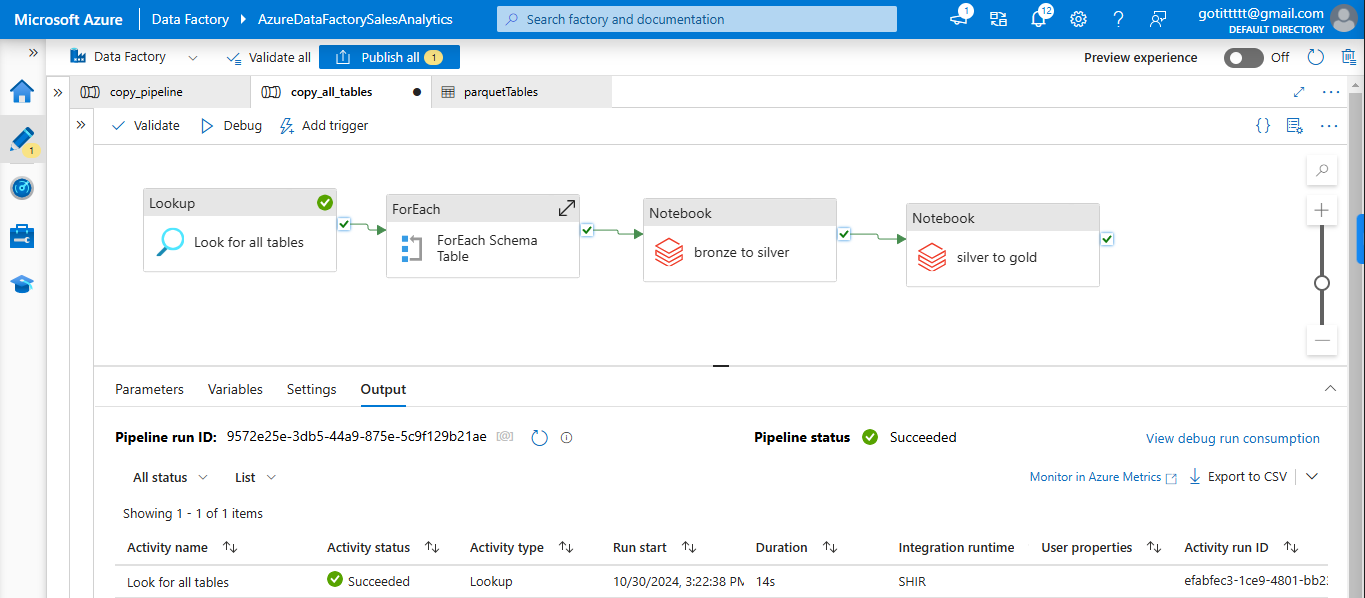 Microsoft Azure Data Factory AzureDataFactorySalesAnalytics Search factory and documentation 1 12 gotittttt@gmail.com
DEFAULT DIRECTORY
Data Factory Validate all Publish all 1 Preview experience Off
copy_pipeline copy_all_tables parquetTables
1
Validate Debug Add trigger
Lookup
Look for all tables
ForEach
ForEach Schema
Table
Notebook
bronze to silver
Notebook
silver to gold
Parameters Variables Settings Output
Pipeline run ID: 9572e25e-3db5-44a9-875e-5c9f129b21ae [@] Pipeline status Succeeded View debug run consumption
All status List Monitor in Azure Metrics Export to CSV
Showing 1 - 1 of 1 items
Activity name Activity status Activity type Run start Duration Integration runtime User properties Activity run ID
Look for all tables Succeeded Lookup 10/30/2024, 3:22:38 PM 14s SHIR efabfec3-1ce9-4801-bb2